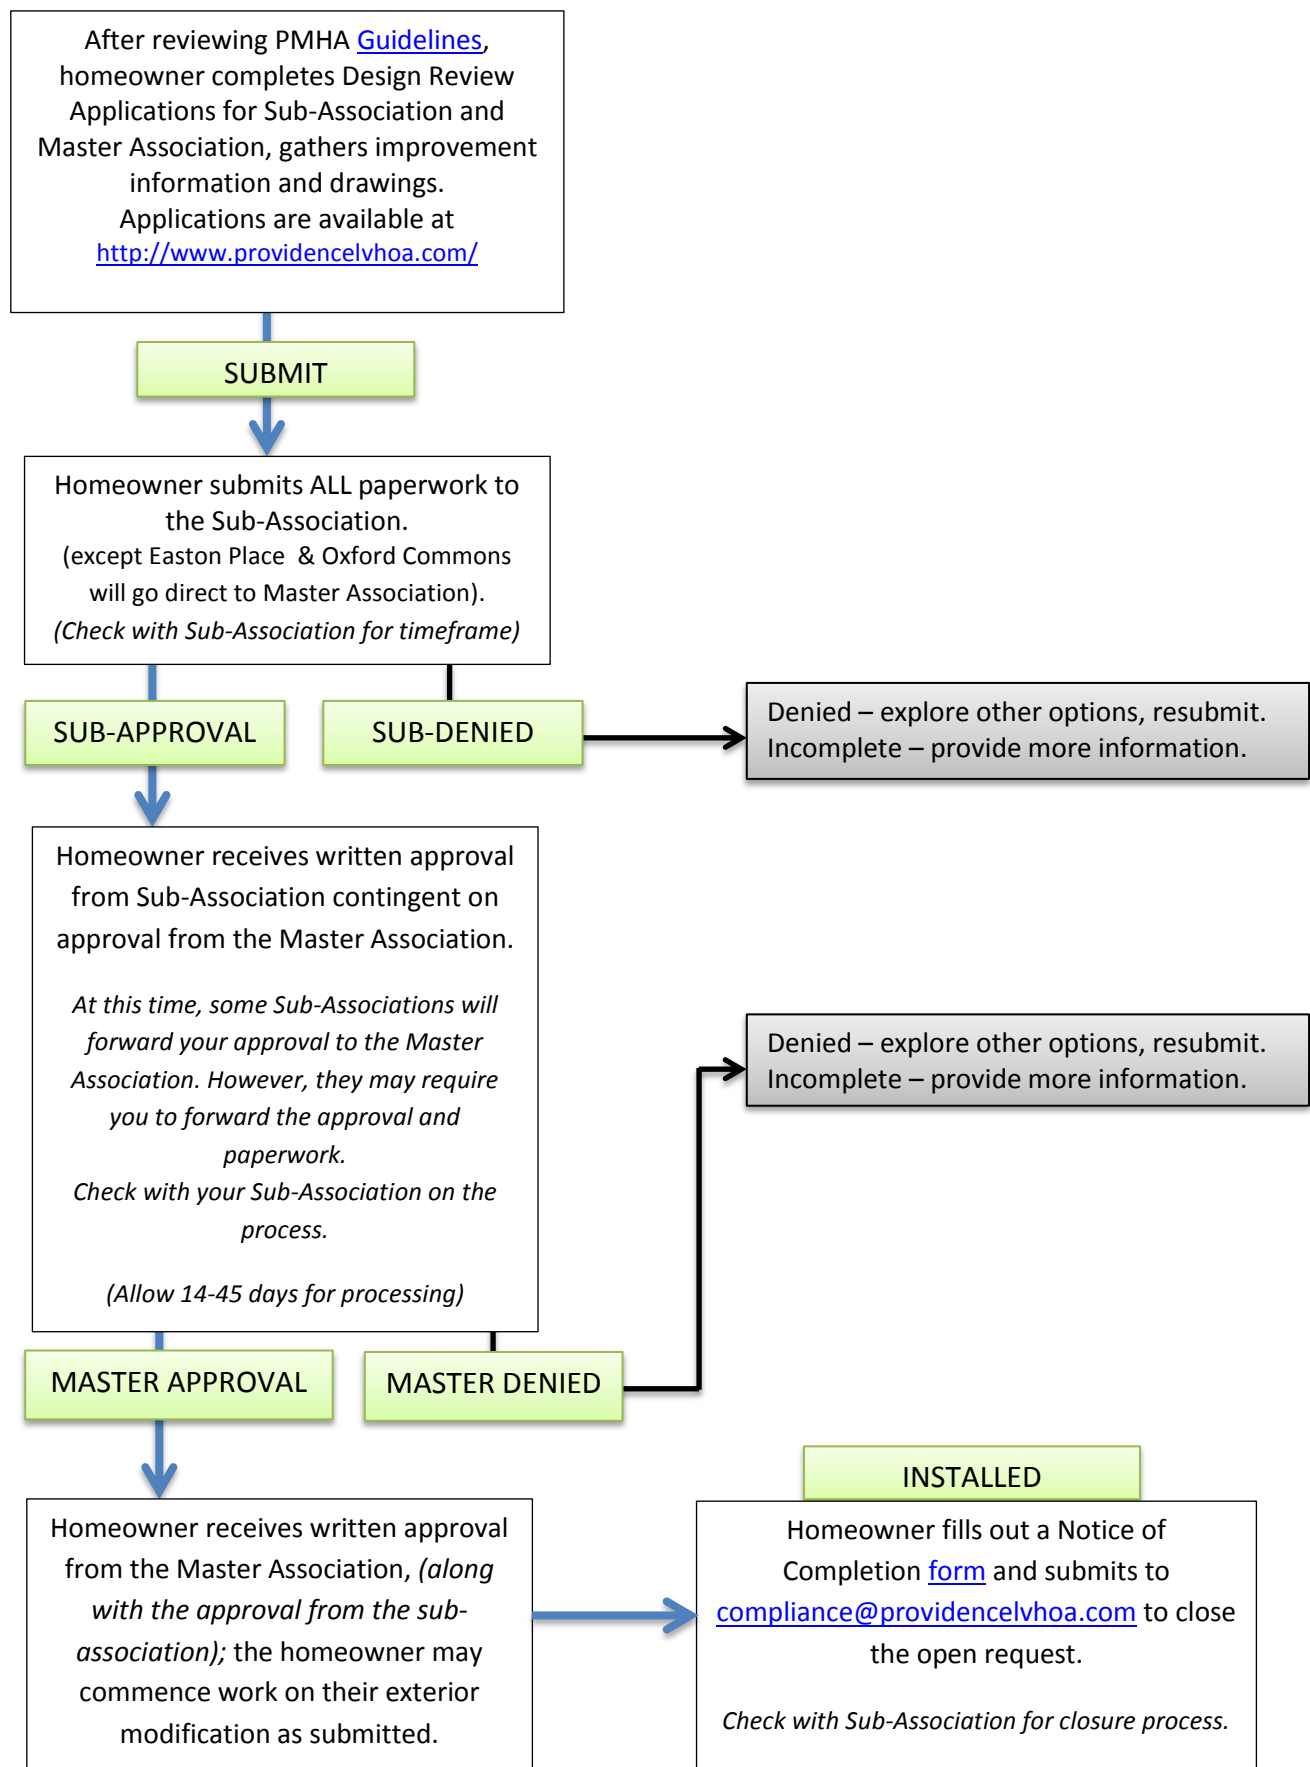 After reviewing PMHA Guidelines,
homeowner completes Design Review
Applications for Sub-Association and
Master Association, gathers improvement
information and drawings.
Applications are available at
http://www.providencelvhoa.com/
SUBMIT
Homeowner submits ALL paperwork to
the Sub-Association.
(except Easton Place & Oxford Commons
will go direct to Master Association).
(Check with Sub-Association for timeframe)
SUB-APPROVAL
SUB-DENIED
Denied – explore other options, resubmit.
Incomplete – provide more information.
Homeowner receives written approval
from Sub-Association contingent on
approval from the Master Association.
At this time, some Sub-Associations will
forward your approval to the Master
Association. However, they may require
you to forward the approval and
paperwork.
Check with your Sub-Association on the
process.
(Allow 14-45 days for processing)
Denied – explore other options, resubmit.
Incomplete – provide more information.
MASTER APPROVAL
MASTER DENIED
Homeowner receives written approval
from the Master Association, (along
with the approval from the sub-
association); the homeowner may
commence work on their exterior
modification as submitted.
INSTALLED
Homeowner fills out a Notice of
Completion form and submits to
compliance@providencelvhoa.com to close
the open request.
Check with Sub-Association for closure process.